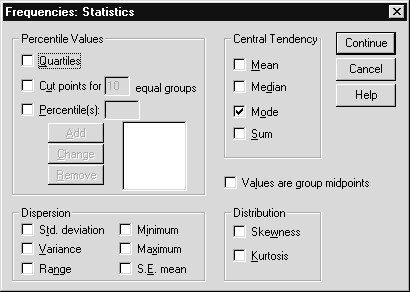 Frequencies: Statistics
Percentile Values
Quartiles
Cut points for 10 equal groups
Percentile(s):
Add
Change
Remove
Central Tendency
Mean
Median
Mode
Sum
Continue
Cancel
Help
Values are group midpoints
Dispersion
Std. deviation Minimum
Variance Maximum
Range S.E. mean
Distribution
Skewness
Kurtosis